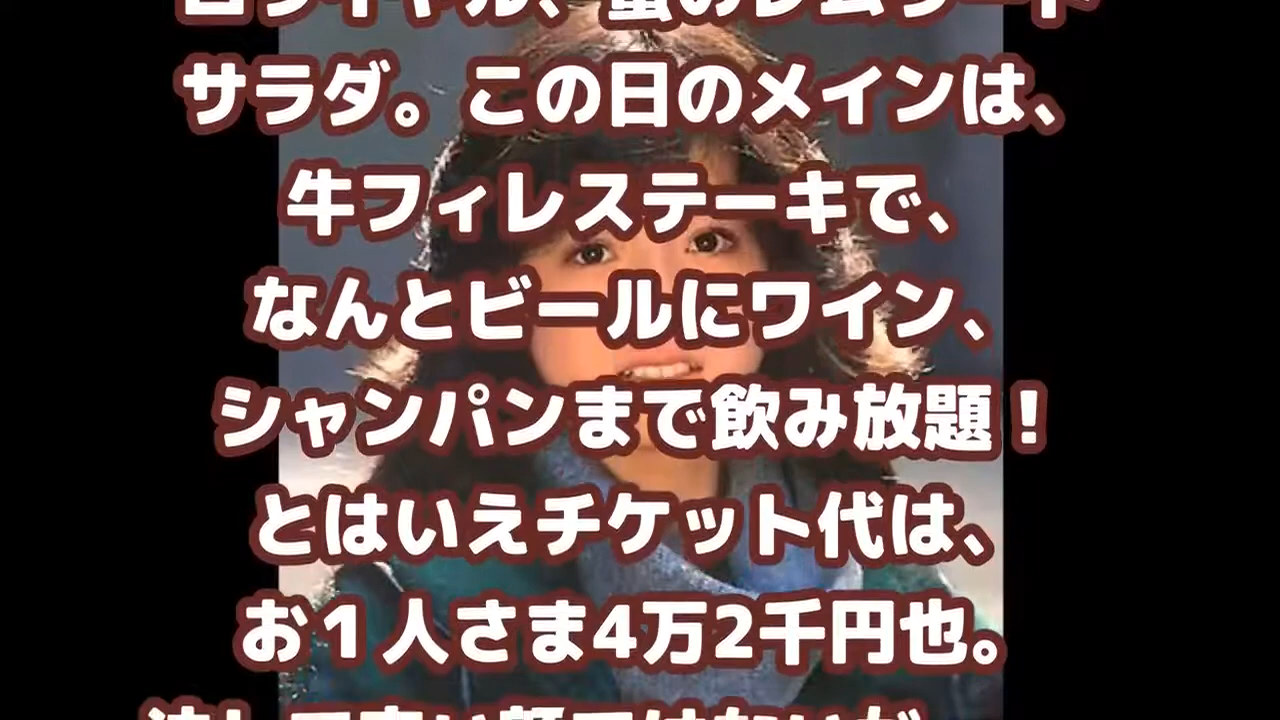 サラダ。この日のメインは、
牛フィレステーキで、
なんとビールにワイン、
シャンパンまで飲み放題！
とはいえチケット代は、
お１人さま4万2千円也。